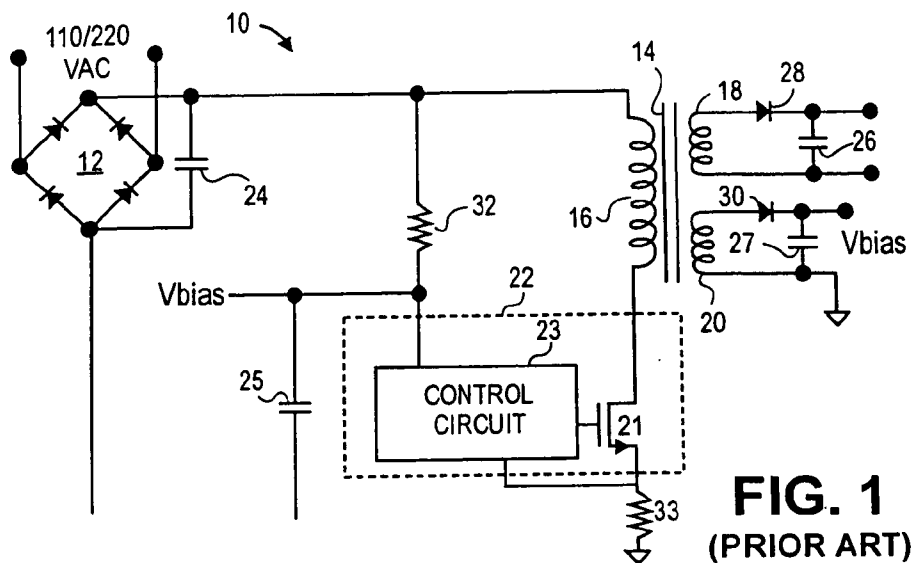 10
110/220
VAC
14
18
28
12
24
26
32
16
30
27
Vbias
Vbias
22
20
23
25
CONTROL
CIRCUIT
21
33
FIG. 1
(PRIOR ART)